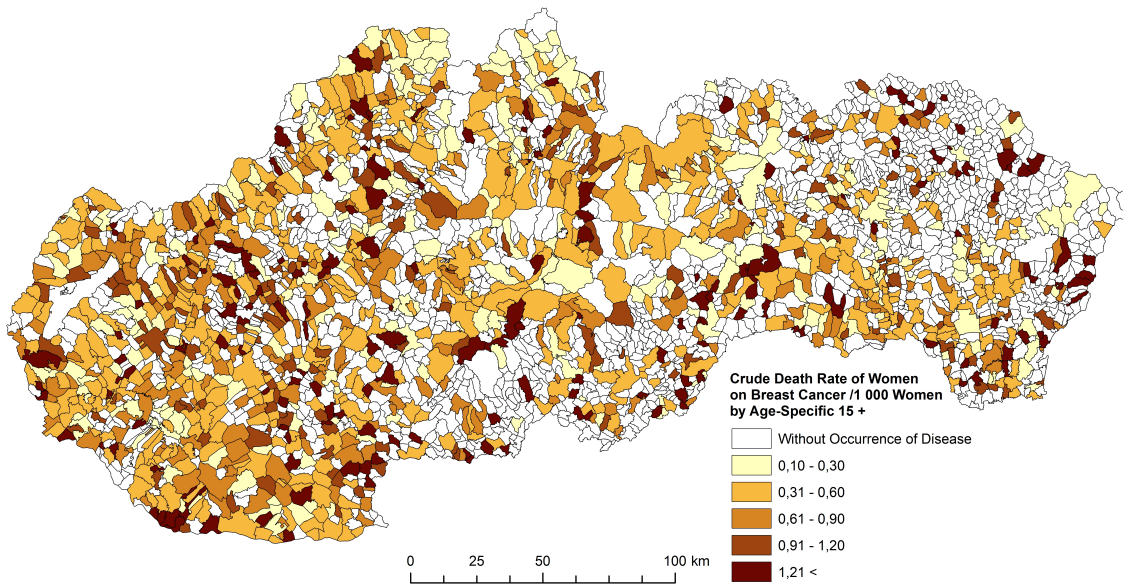 Crude Death Rate of Women
on Breast Cancer /1 000 Women
by Age-Specific 15 +
Without Occurrence of Disease
0,10 - 0,30
0,31 - 0,60
0,61 - 0,90
0,91 - 1,20
1,21 <
0 25 50 100 km